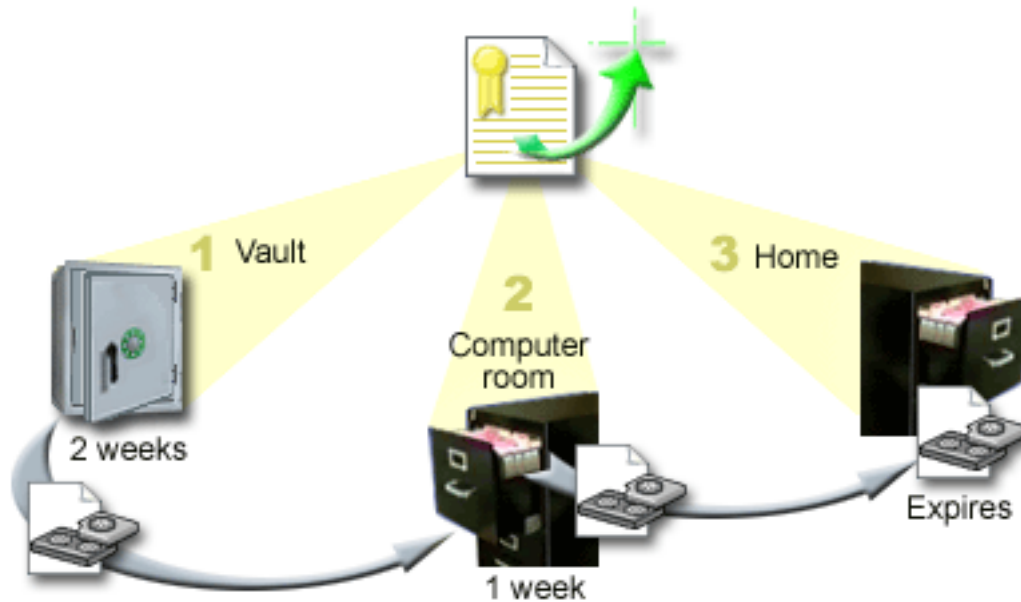 1 Vault
2
Computer
room
3 Home
2 weeks
1 week
Expires